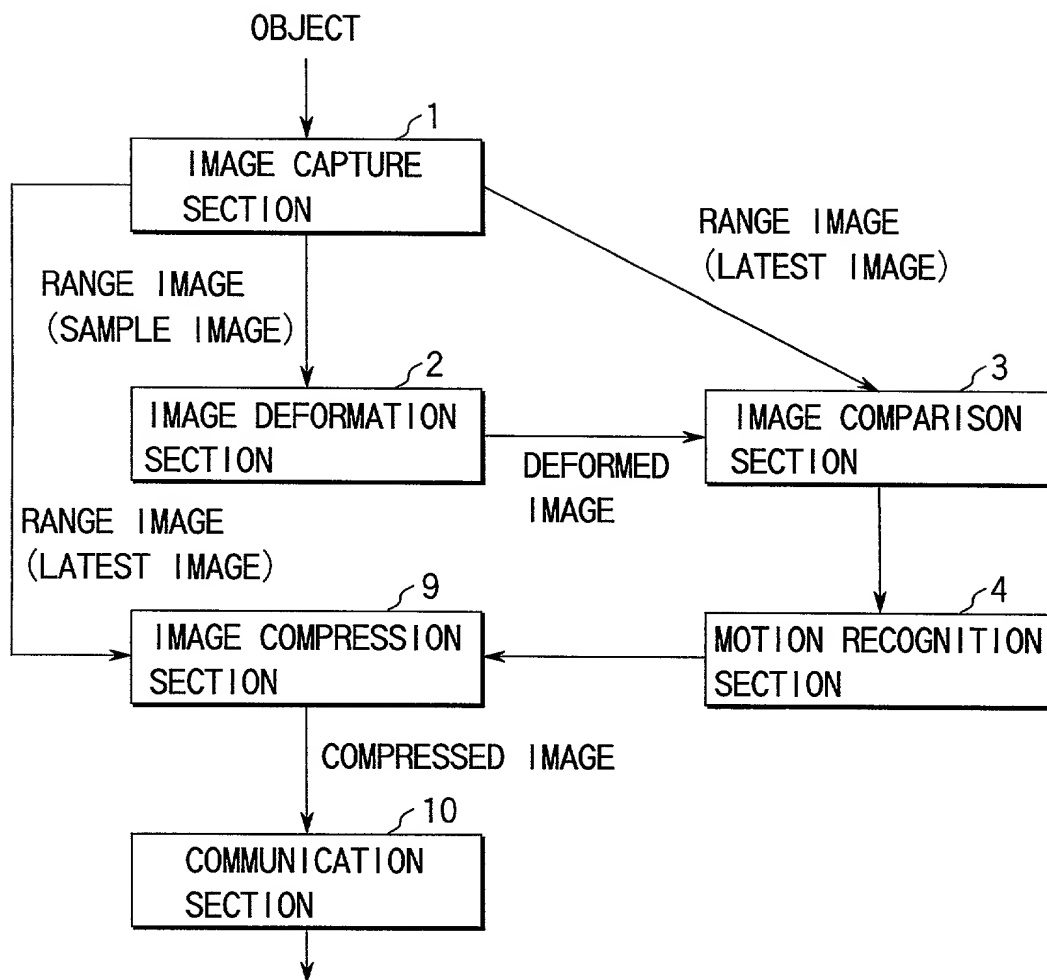 OBJECT
1
IMAGE CAPTURE
SECTION
RANGE IMAGE
(LATEST IMAGE)
RANGE IMAGE
(SAMPLE IMAGE)
2
IMAGE DEFORMATION
SECTION
DEFORMED
IMAGE
3
IMAGE COMPARISON
SECTION
RANGE IMAGE
(LATEST IMAGE)
9
IMAGE COMPRESSION
SECTION
4
MOTION RECOGNITION
SECTION
COMPRESSED IMAGE
10
COMMUNICATION
SECTION